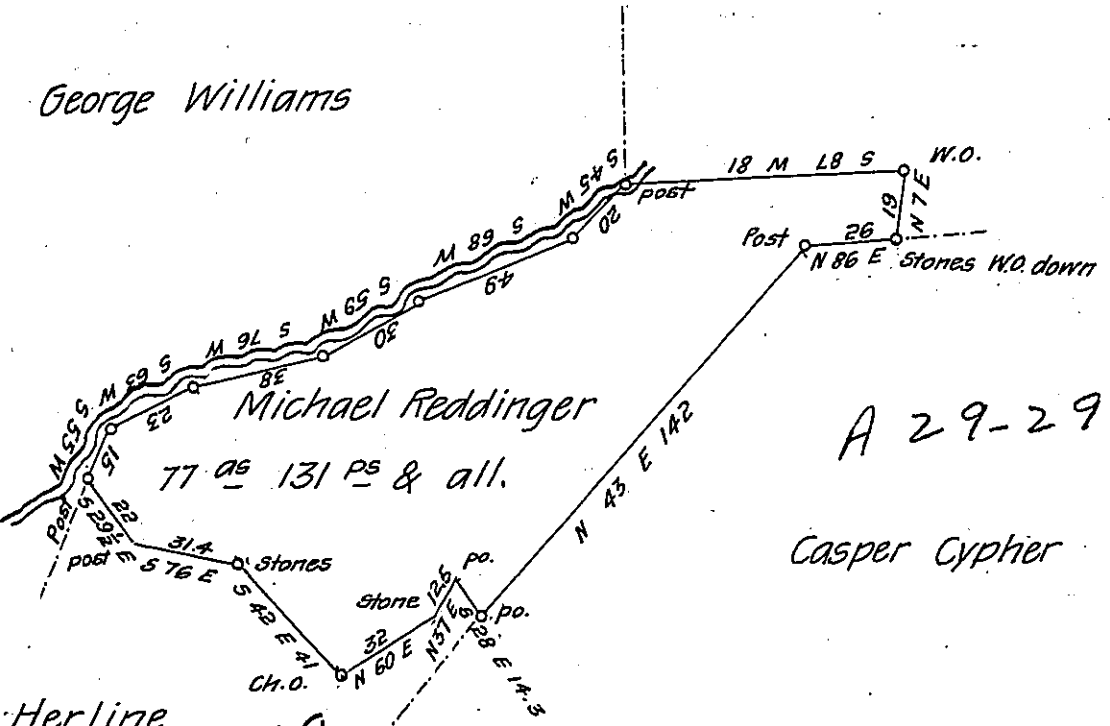 George Williams
S 87 W 81
W.O.
N 7 E
19
post
Post
26
N 86 E
Stones W.O. down
S 45 W
20
S 68 W
49
S 59 W
30
S 76 W
38
S 63 W
23
S 55 W
15
Michael Reddinger
77 as 131 ps & all.
N 43 E 142
A 29-29
Casper Cypher
Post
S 29½ E
22
post
31.4
S 76 E
Stones
S 42 E 41
Ch.o.
32
N 60 E
Stone
12.6
N 37 E
po.
po.
S 28 E 14.3
Herline